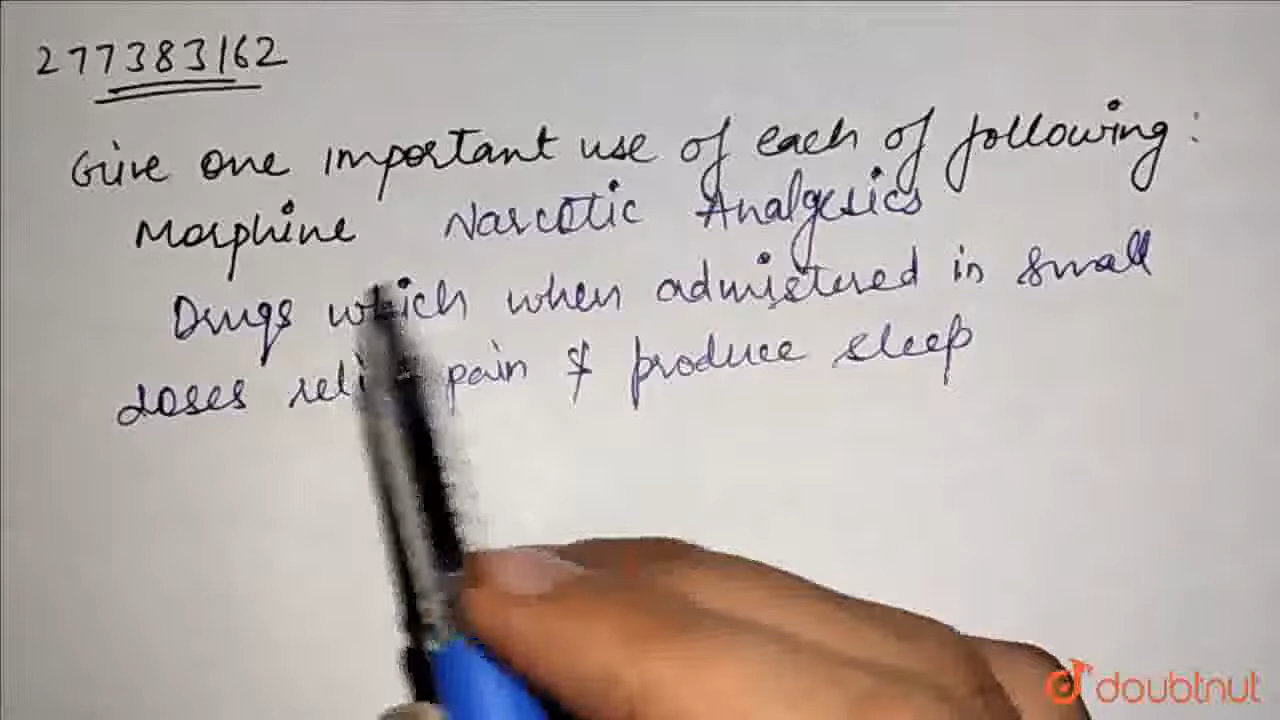 277383162
Give one important use of each of following:
Morphine Narcotic Analgesics
Drugs which when admistered in small
doses pain & produce sleep
doubtnut